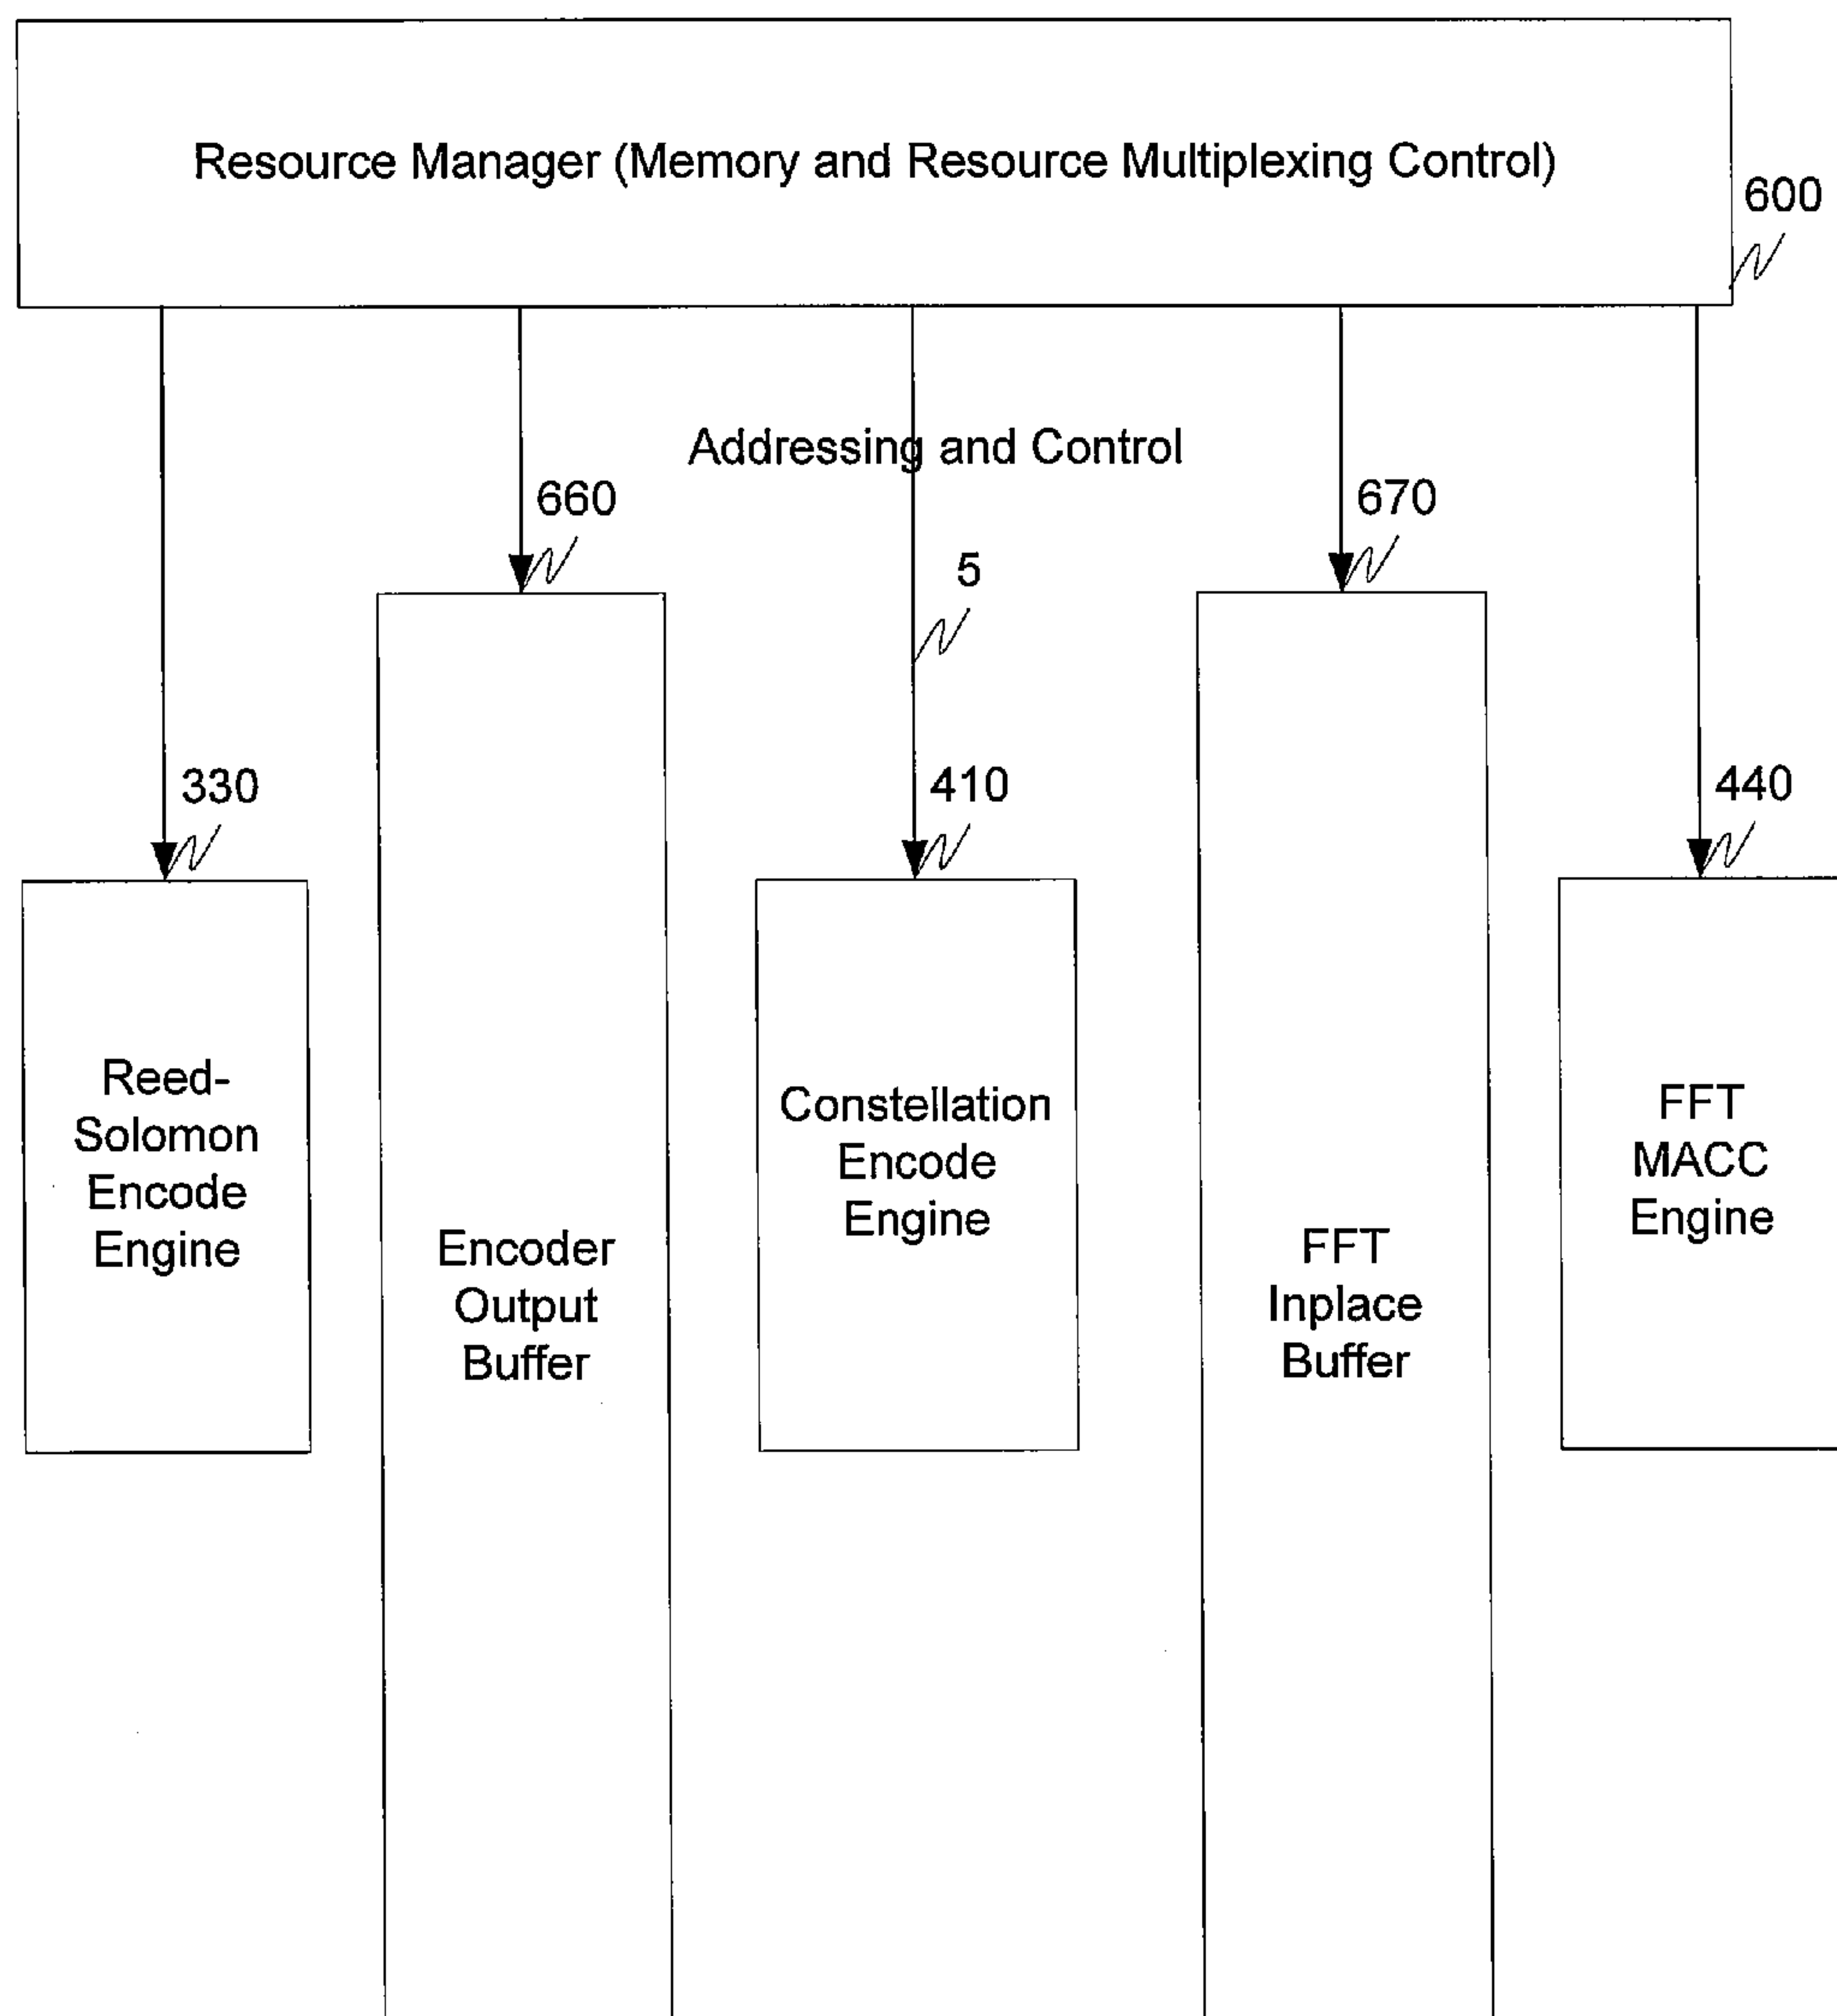 Resource Manager (Memory and Resource Multiplexing Control)
600
Addressing and Control
660
670
5
330
410
440
Reed-
Solomon
Encode
Engine
Encoder
Output
Buffer
Constellation
Encode
Engine
FFT
Inplace
Buffer
FFT
MACC
Engine